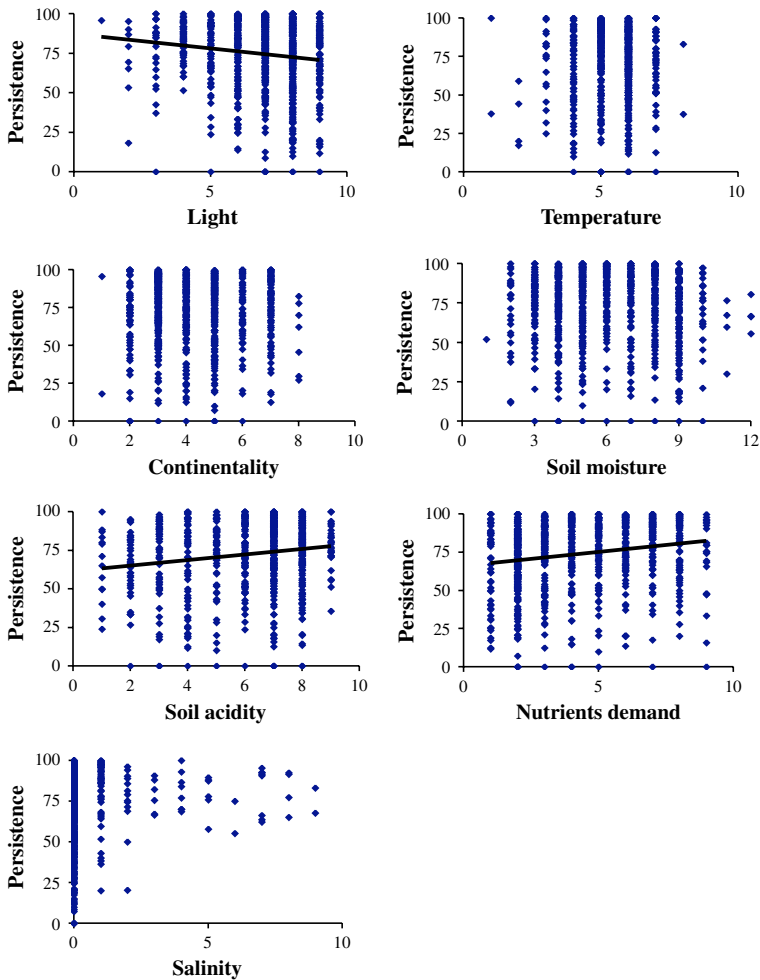 Persistence
100
75
50
25
0
0 5 10
Light
Persistence
100
75
50
25
0
0 5 10
Temperature
Persistence
100
75
50
25
0
0 2 4 6 8 10
Continentality
Persistence
100
75
50
25
0
0 3 6 9 12
Soil moisture
Persistence
100
75
50
25
0
0 2 4 6 8 10
Soil acidity
Persistence
100
75
50
25
0
0 5 10
Nutrients demand
Persistence
100
75
50
25
0
0 5 10
Salinity